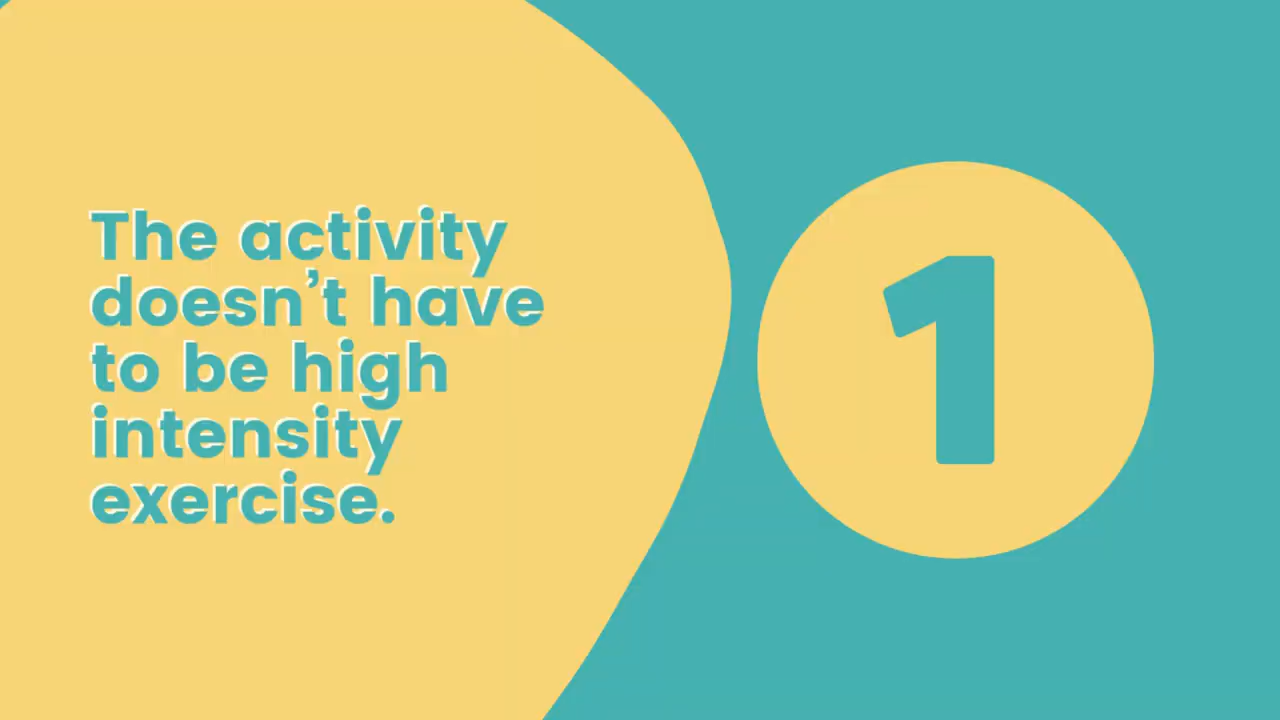 The activity
doesn’t have
to be high
intensity
exercise.
1